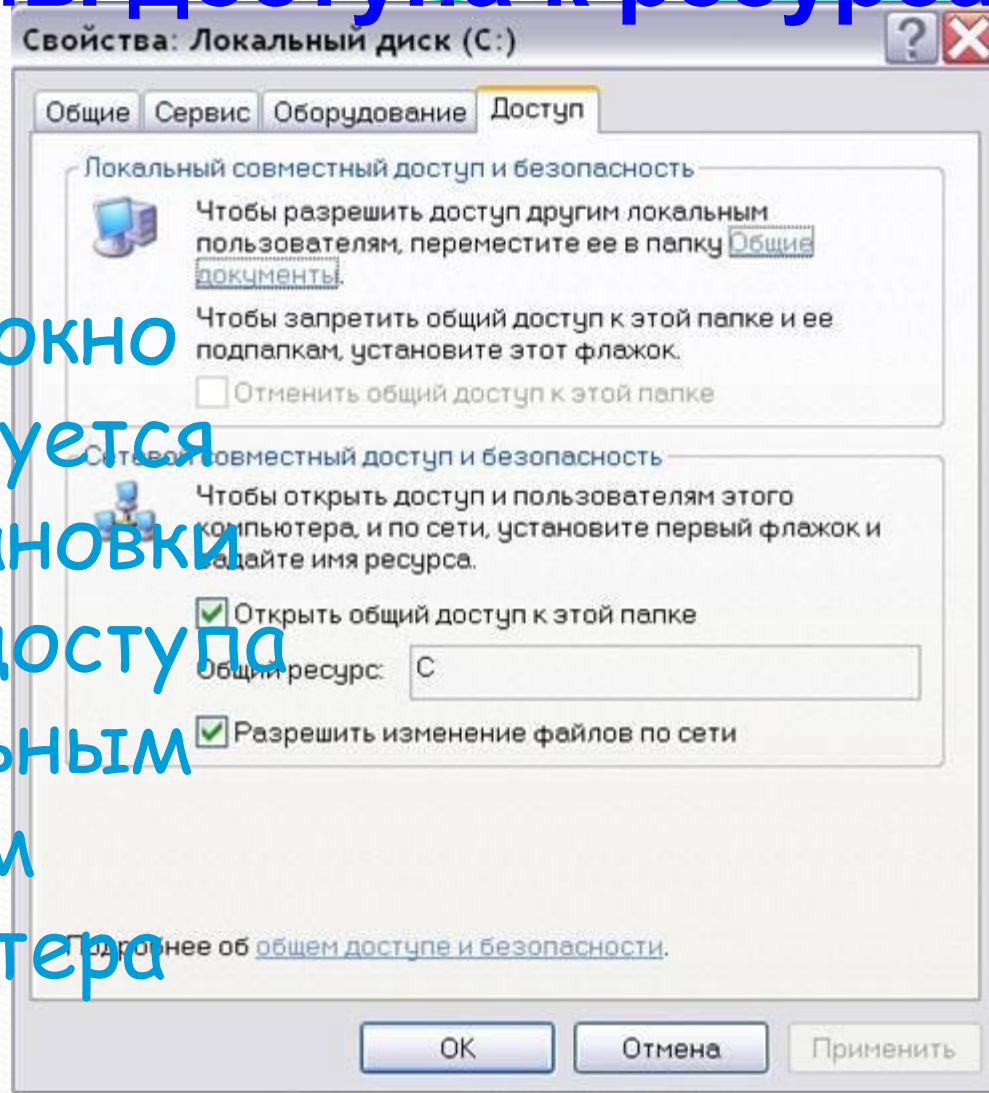 доступа к ресурса
Свойства: Локальный диск (C:)
Общие Сервис Оборудование Доступ
Локальный совместный доступ и безопасность
Чтобы разрешить доступ другим локальным
пользователям, переместите ее в папку Общие
документы.
Чтобы запретить общий доступ к этой папке и ее
подпапкам, установите этот флажок.
Отменить общий доступ к этой папке
Сетевой совместный доступ и безопасность
Чтобы открыть доступ и пользователям этого
компьютера, и по сети, установите первый флажок и
задайте имя ресурса.
Открыть общий доступ к этой папке
Общий ресурс: C
Разрешить изменение файлов по сети
Подробнее об общем доступе и безопасности.
OK Отмена Применить
окно
уется
новки
доступа
ьным
м
тера